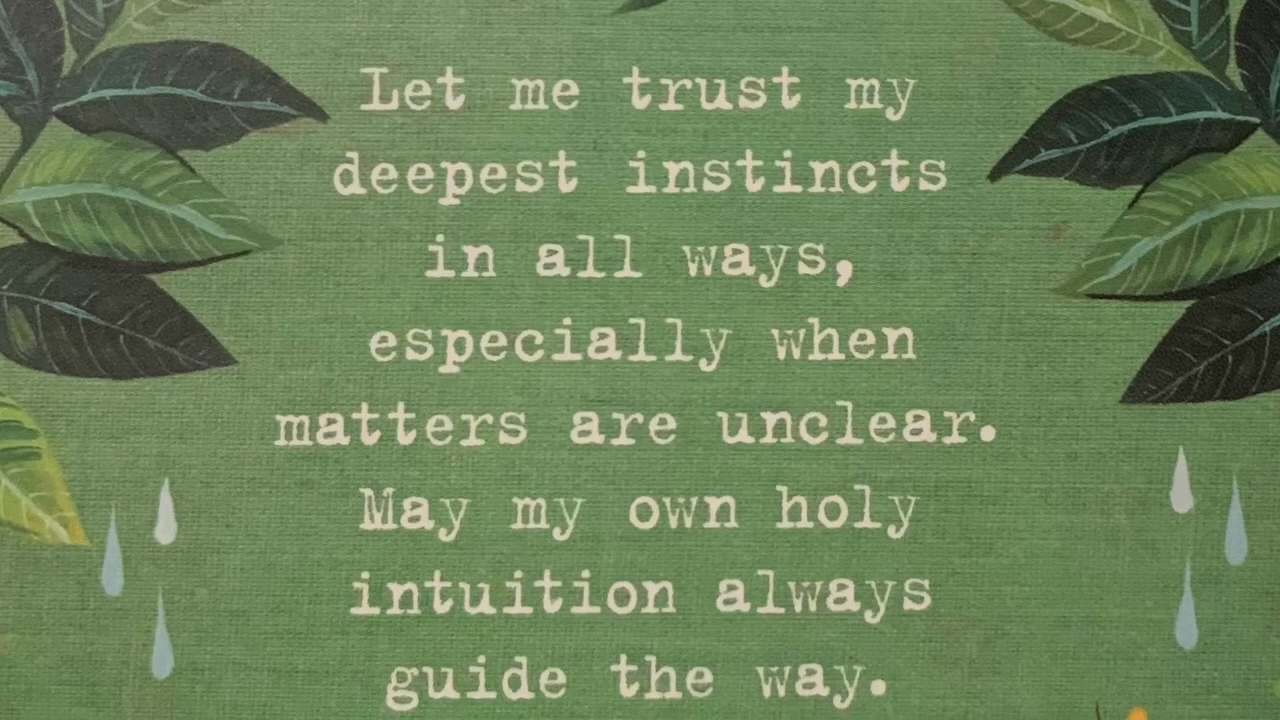 Let me trust my
deepest instincts
in all ways,
especially when
matters are unclear.
May my own holy
intuition always
guide the way.